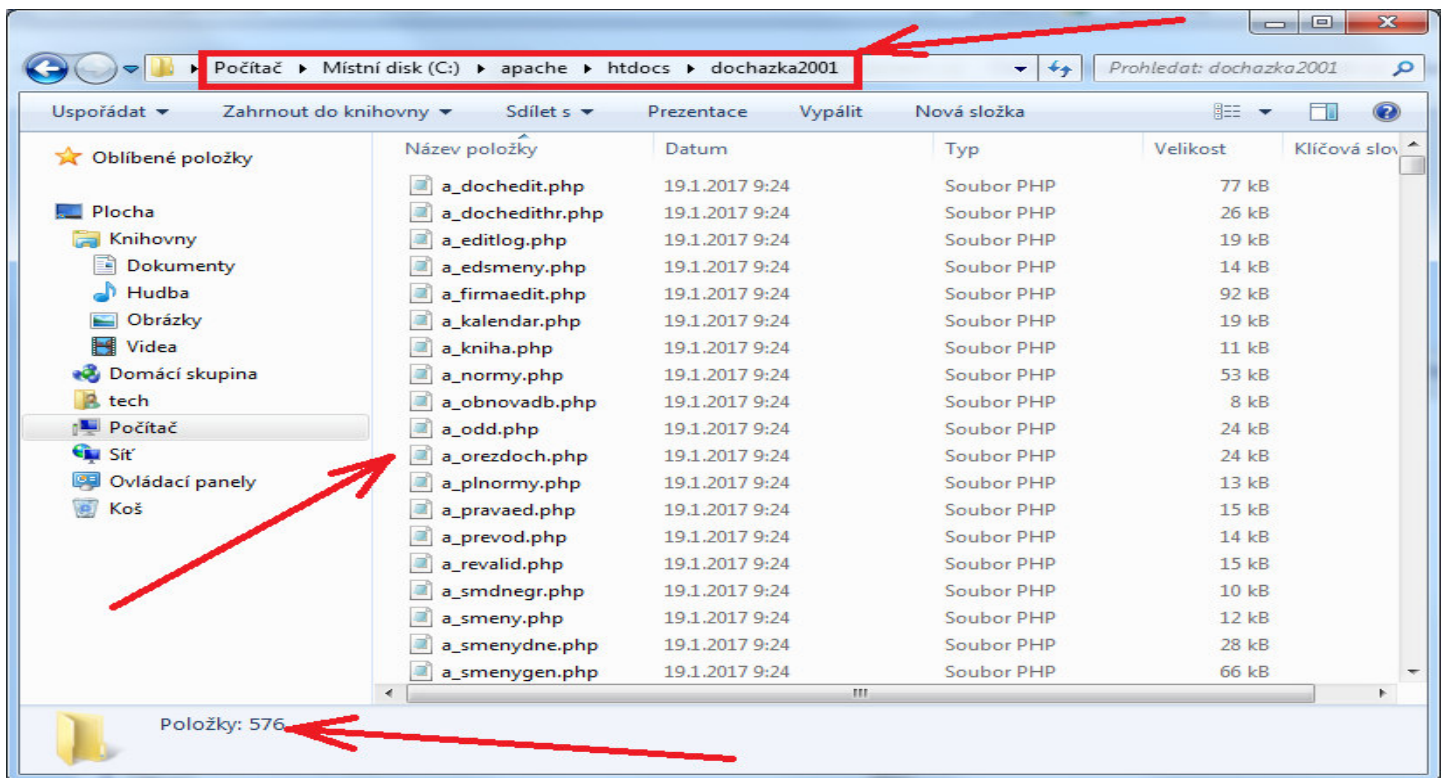 Počítač ▸ Místní disk (C:) ▸ apache ▸ htdocs ▸ dochazka2001
Prohledat: dochazka2001
Uspořádat Zahrnout do knihovny Sdílet s Prezentace Vypálit Nová složka
Oblíbené položky
Plocha
Knihovny
Dokumenty
Hudba
Obrázky
Videa
Domácí skupina
tech
Počítač
Síť
Ovládací panely
Koš
Název položky Datum Typ Velikost Klíčová slov
a_dochedit.php 19.1.2017 9:24 Soubor PHP 77 kB
a_dochedithr.php 19.1.2017 9:24 Soubor PHP 26 kB
a_editlog.php 19.1.2017 9:24 Soubor PHP 19 kB
a_edsmeny.php 19.1.2017 9:24 Soubor PHP 14 kB
a_firmaedit.php 19.1.2017 9:24 Soubor PHP 92 kB
a_kalendar.php 19.1.2017 9:24 Soubor PHP 19 kB
a_kniha.php 19.1.2017 9:24 Soubor PHP 11 kB
a_normy.php 19.1.2017 9:24 Soubor PHP 53 kB
a_obnovadb.php 19.1.2017 9:24 Soubor PHP 8 kB
a_odd.php 19.1.2017 9:24 Soubor PHP 24 kB
a_orezdoch.php 19.1.2017 9:24 Soubor PHP 24 kB
a_plnormy.php 19.1.2017 9:24 Soubor PHP 13 kB
a_pravaed.php 19.1.2017 9:24 Soubor PHP 15 kB
a_prevod.php 19.1.2017 9:24 Soubor PHP 14 kB
a_revalid.php 19.1.2017 9:24 Soubor PHP 15 kB
a_smdnegr.php 19.1.2017 9:24 Soubor PHP 10 kB
a_smeny.php 19.1.2017 9:24 Soubor PHP 12 kB
a_smenydne.php 19.1.2017 9:24 Soubor PHP 28 kB
a_smenygen.php 19.1.2017 9:24 Soubor PHP 66 kB
Položky: 576